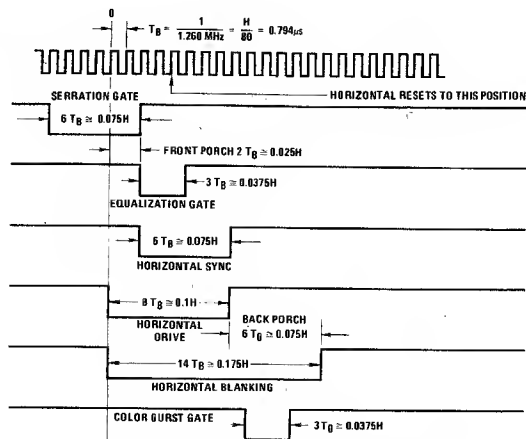 0
T_B = 1 / 1.260 MHz = H / 80 = 0.794µs
HORIZONTAL RESETS TO THIS POSITION
SERRATION GATE
6 T_B ≅ 0.075H
FRONT PORCH 2 T_B ≅ 0.025H
3 T_B ≅ 0.0375H
EQUALIZATION GATE
6 T_B ≅ 0.075H
HORIZONTAL SYNC
8 T_B ≅ 0.1H
HORIZONTAL
DRIVE
BACK PORCH
6 T_B ≅ 0.075H
14 T_B ≅ 0.175H
HORIZONTAL BLANKING
COLOR BURST GATE
3 T_B ≅ 0.0375H